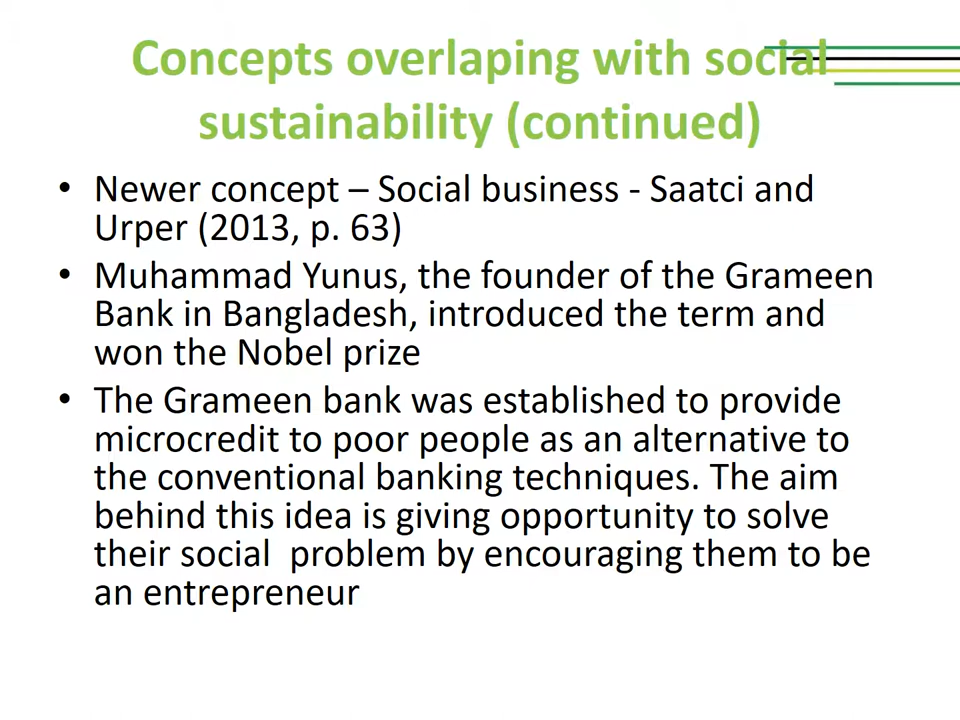 Concepts overlaping with social
sustainability (continued)
• Newer concept – Social business - Saatci and
Urper (2013, p. 63)
• Muhammad Yunus, the founder of the Grameen
Bank in Bangladesh, introduced the term and
won the Nobel prize
• The Grameen bank was established to provide
microcredit to poor people as an alternative to
the conventional banking techniques. The aim
behind this idea is giving opportunity to solve
their social  problem by encouraging them to be
an entrepreneur